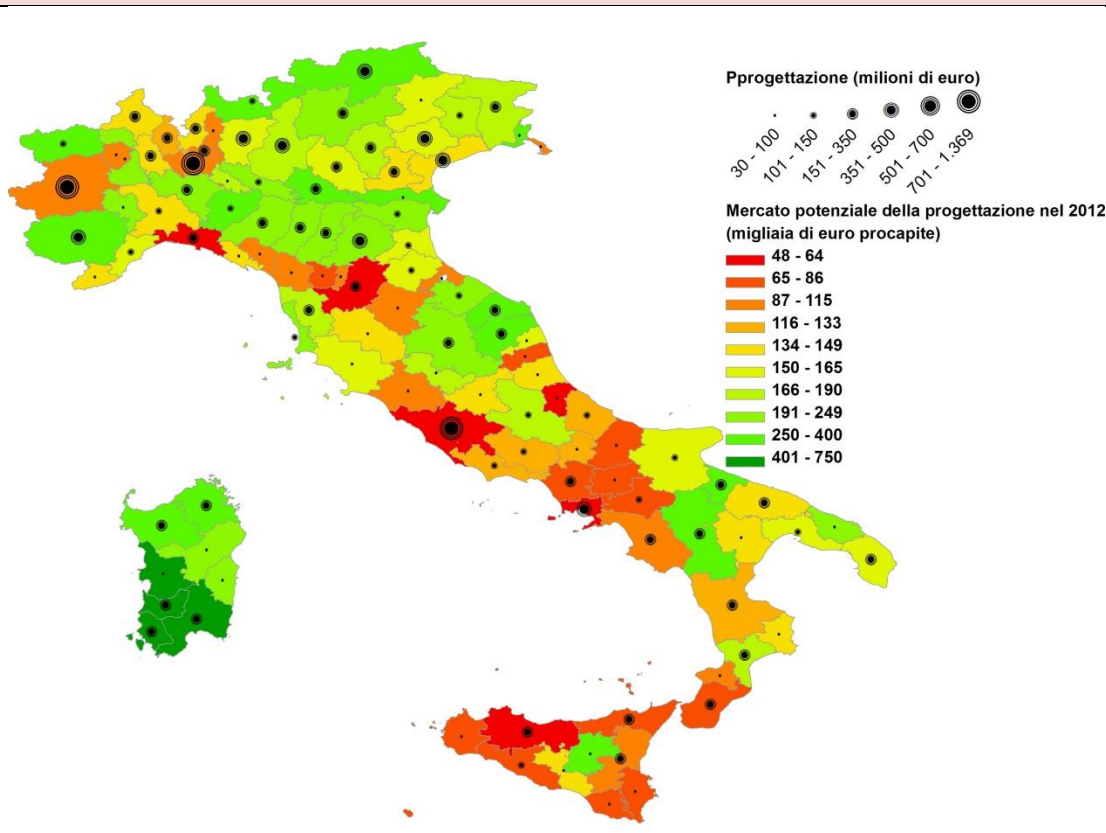 Pprogettazione (milioni di euro)
30 - 100
101 - 150
151 - 350
351 - 500
501 - 700
701 - 1.369
Mercato potenziale della progettazione nel 2012
(migliaia di euro procapite)
48 - 64
65 - 86
87 - 115
116 - 133
134 - 149
150 - 165
166 - 190
191 - 249
250 - 400
401 - 750